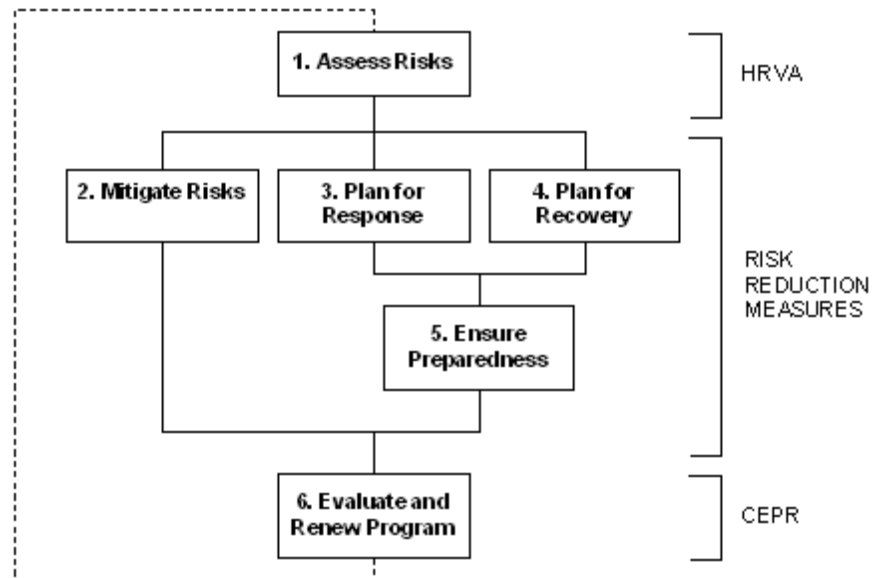 1. Assess Risks
HRVA
2. Mitigate Risks
3. Plan for
Response
4. Plan for
Recovery
RISK
REDUCTION
MEASURES
5. Ensure
Preparedness
6. Evaluate and
Renew Program
CEPR